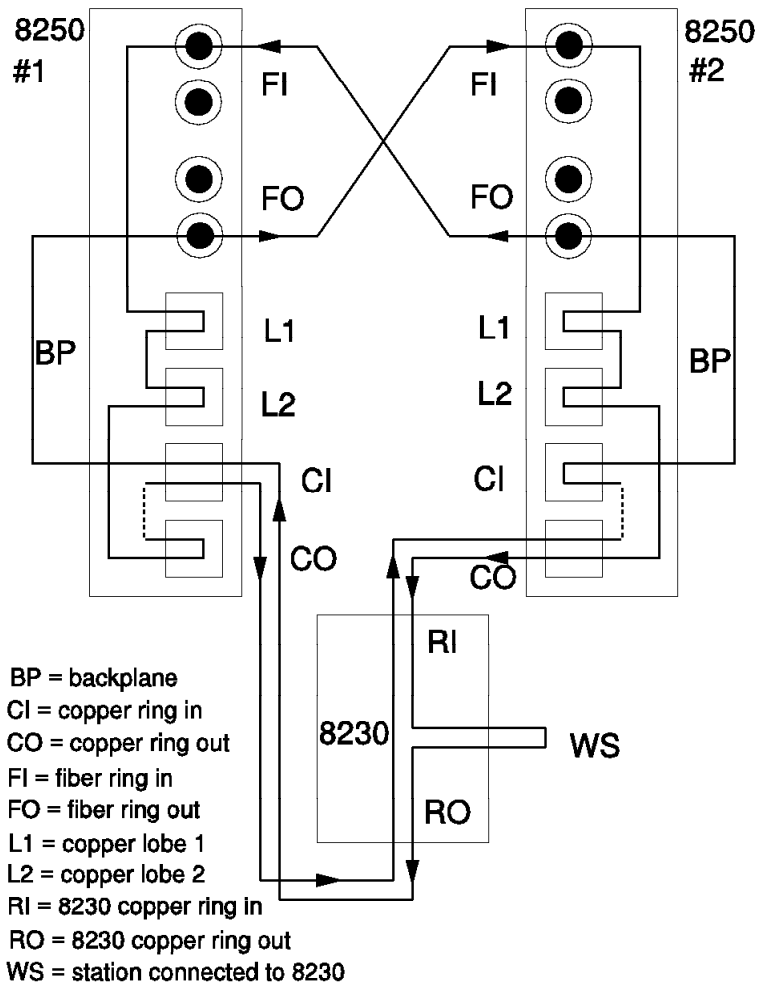 8250
#1
8250
#2
FI
FI
FO
FO
L1
L1
BP
BP
L2
L2
CI
CI
CO
CO
RI
8230
WS
RO
BP = backplane
CI = copper ring in
CO = copper ring out
FI = fiber ring in
FO = fiber ring out
L1 = copper lobe 1
L2 = copper lobe 2
RI = 8230 copper ring in
RO = 8230 copper ring out
WS = station connected to 8230